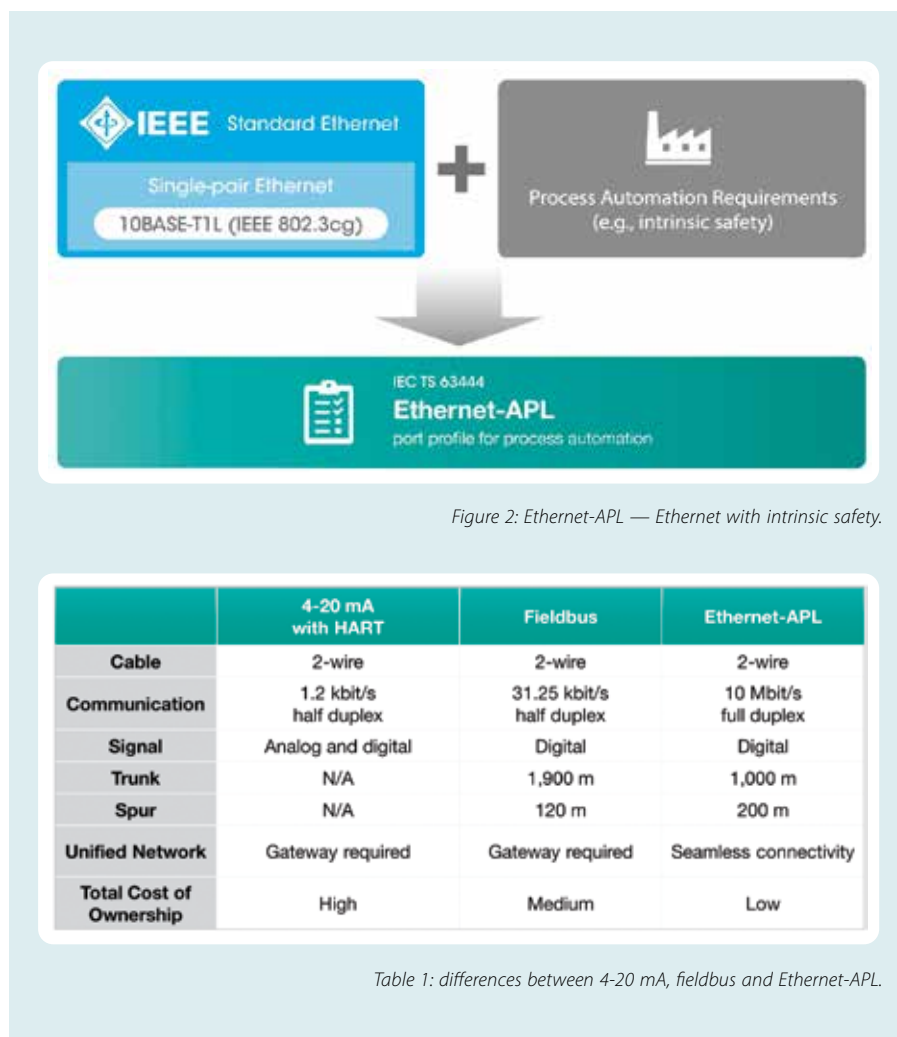 IEEE Standard Ethernet
Single-pair Ethernet
10BASE-T1L (IEEE 802.3cg)
Process Automation Requirements
(e.g., intrinsic safety)
IEC TS 63444
Ethernet-APL
port profile for process automation
Figure 2: Ethernet-APL — Ethernet with intrinsic safety.
4-20 mA
with HART
Fieldbus
Ethernet-APL
Cable
2-wire
2-wire
2-wire
Communication
1.2 kbit/s
half duplex
31.25 kbit/s
half duplex
10 Mbit/s
full duplex
Signal
Analog and digital
Digital
Digital
Trunk
N/A
1,900 m
1,000 m
Spur
N/A
120 m
200 m
Unified Network
Gateway required
Gateway required
Seamless connectivity
Total Cost of
Ownership
High
Medium
Low
Table 1: differences between 4-20 mA, fieldbus and Ethernet-APL.